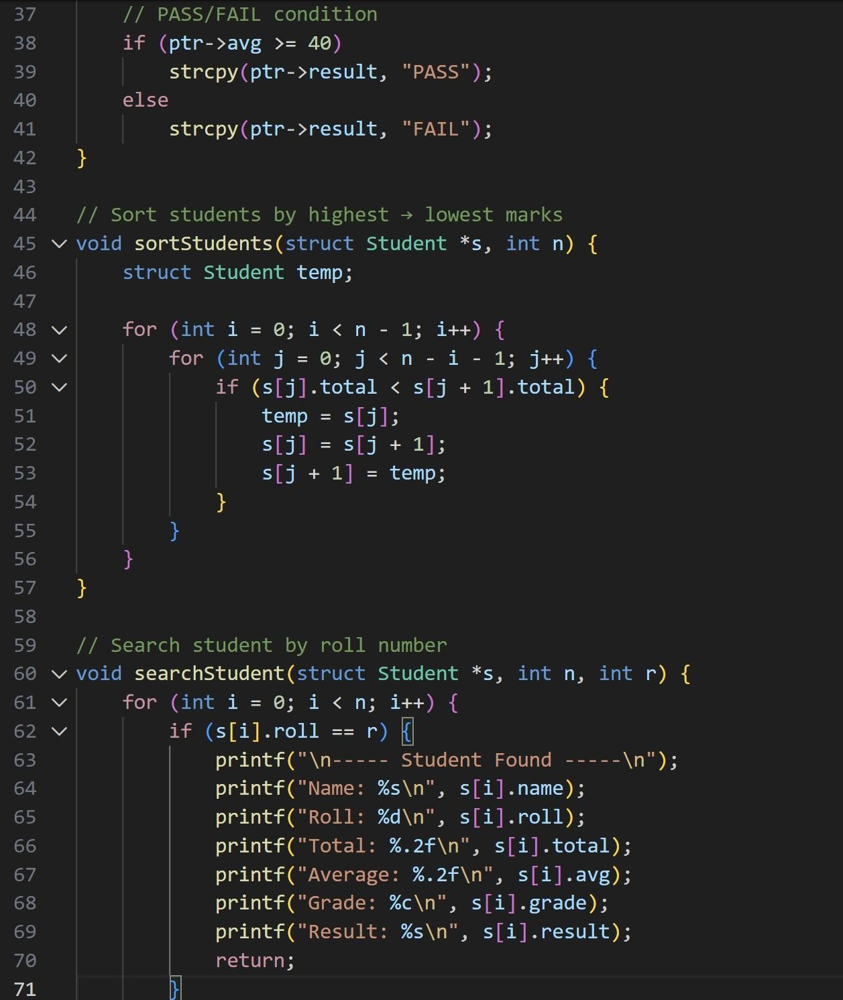 37 // PASS/FAIL condition
38 if (ptr->avg >= 40)
39 strcpy(ptr->result, "PASS");
40 else
41 strcpy(ptr->result, "FAIL");
42 }
43
44 // Sort students by highest → lowest marks
45 void sortStudents(struct Student *s, int n) {
46 struct Student temp;
47
48 for (int i = 0; i < n - 1; i++) {
49 for (int j = 0; j < n - i - 1; j++) {
50 if (s[j].total < s[j + 1].total) {
51 temp = s[j];
52 s[j] = s[j + 1];
53 s[j + 1] = temp;
54 }
55 }
56 }
57 }
58
59 // Search student by roll number
60 void searchStudent(struct Student *s, int n, int r) {
61 for (int i = 0; i < n; i++) {
62 if (s[i].roll == r) {
63 printf("\n----- Student Found -----\n");
64 printf("Name: %s\n", s[i].name);
65 printf("Roll: %d\n", s[i].roll);
66 printf("Total: %.2f\n", s[i].total);
67 printf("Average: %.2f\n", s[i].avg);
68 printf("Grade: %c\n", s[i].grade);
69 printf("Result: %s\n", s[i].result);
70 return;
71 }